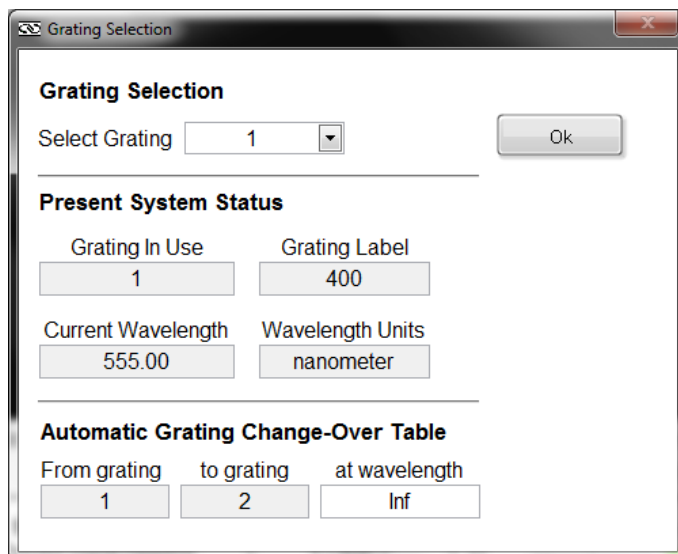 Grating Selection
Grating Selection
Select Grating 1
Ok
Present System Status
Grating In Use Grating Label
1 400
Current Wavelength Wavelength Units
555.00 nanometer
Automatic Grating Change-Over Table
From grating to grating at wavelength
1 2 Inf